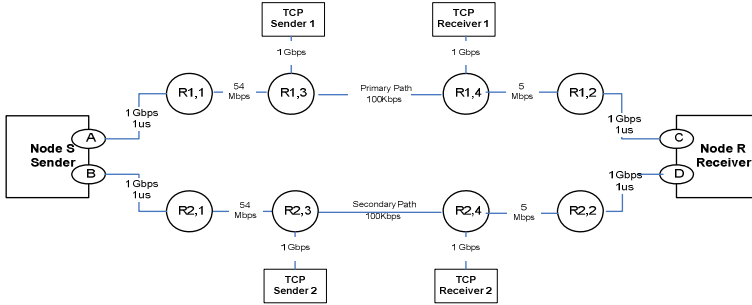 TCP
Sender 1
TCP
Receiver 1
1 Gbps
1 Gbps
R1,1
54
Mbps
R1,3
Primary Path
100Kbps
R1,4
5
Mbps
R1,2
1 Gbps
1us
1 Gbps
1us
Node S
Sender
A
B
C
D
Node R
Receiver
1 Gbps
1us
1Gbps
1us
R2,1
54
Mbps
R2,3
Secondary Path
100Kbps
R2,4
5
Mbps
R2,2
1 Gbps
1 Gbps
TCP
Sender 2
TCP
Receiver 2